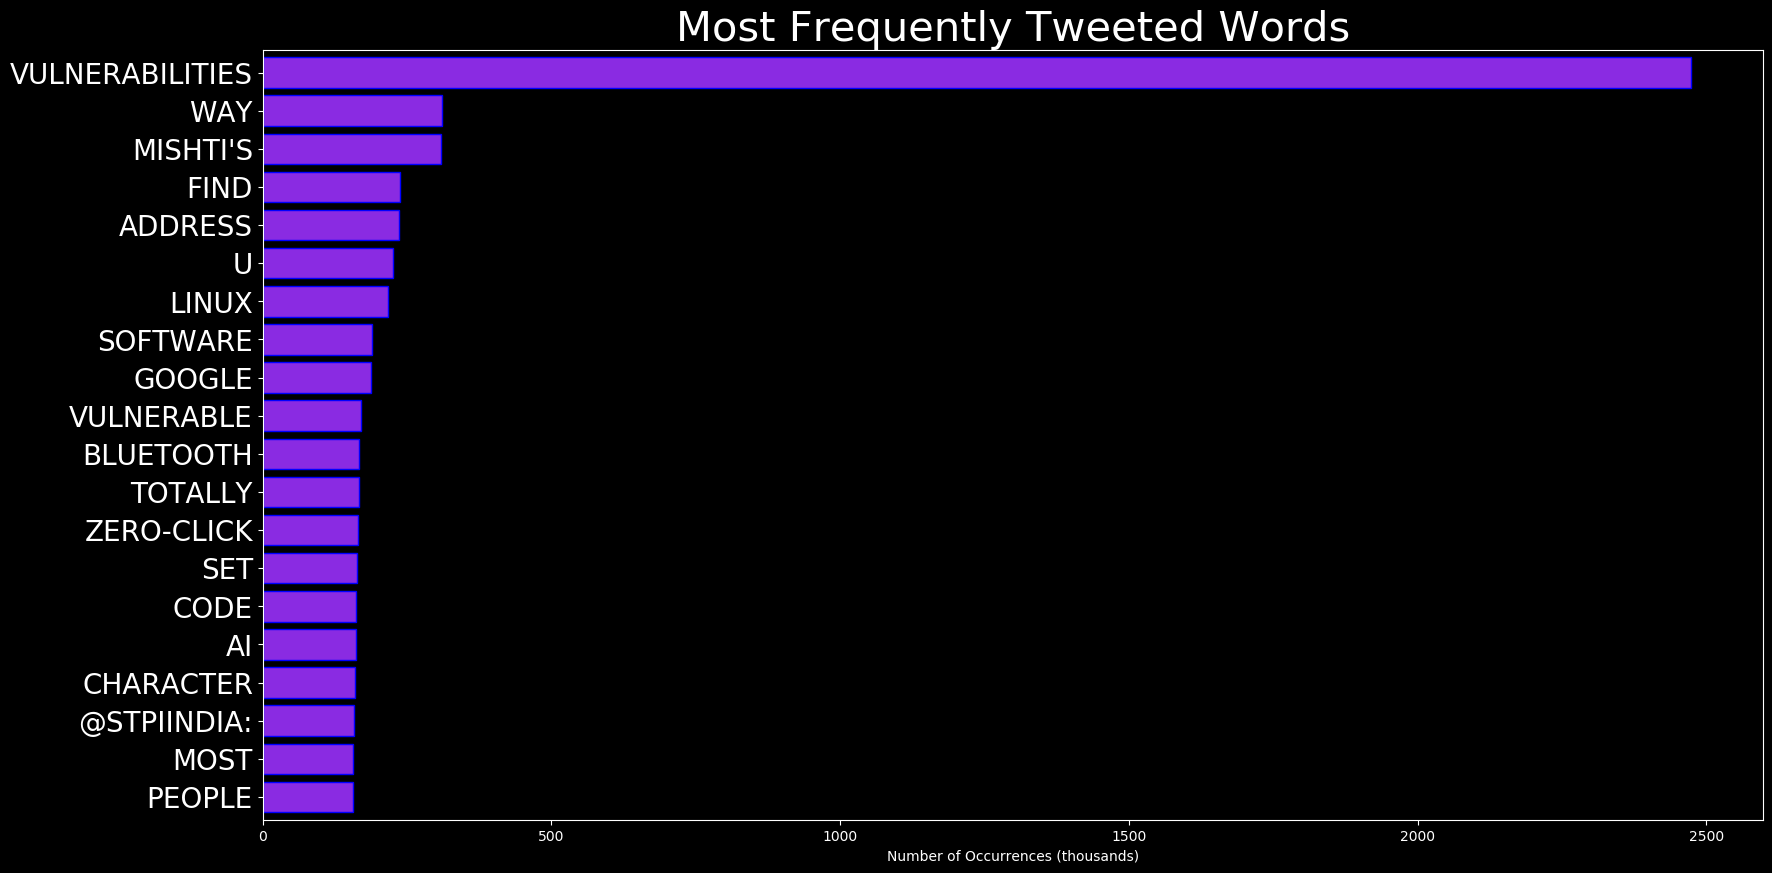 Most Frequently Tweeted Words
VULNERABILITIES
WAY
MISHTI'S
FIND
ADDRESS
U
LINUX
SOFTWARE
GOOGLE
VULNERABLE
BLUETOOTH
TOTALLY
ZERO-CLICK
SET
CODE
AI
CHARACTER
@STPIINDIA:
MOST
PEOPLE
0 500 1000 1500 2000 2500
Number of Occurrences (thousands)